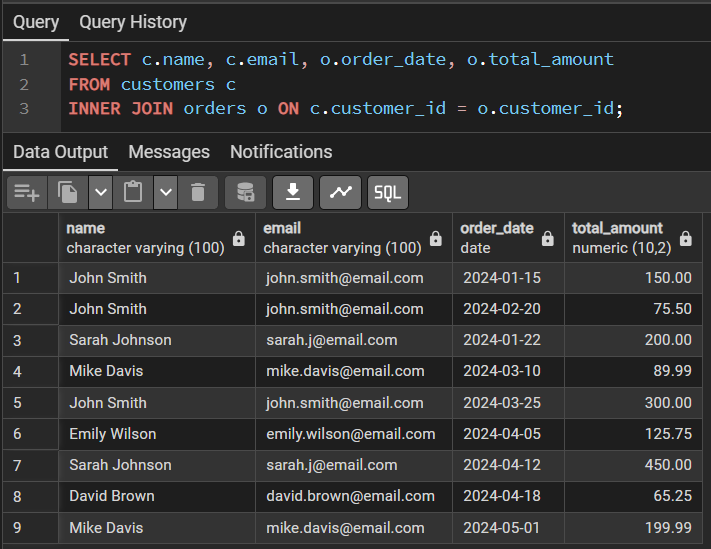 Query Query History
1 SELECT c.name, c.email, o.order_date, o.total_amount
2 FROM customers c
3 INNER JOIN orders o ON c.customer_id = o.customer_id;
Data Output Messages Notifications
SQL
name email order_date total_amount
character varying (100) character varying (100) date numeric (10,2)
1 John Smith john.smith@email.com 2024-01-15 150.00
2 John Smith john.smith@email.com 2024-02-20 75.50
3 Sarah Johnson sarah.j@email.com 2024-01-22 200.00
4 Mike Davis mike.davis@email.com 2024-03-10 89.99
5 John Smith john.smith@email.com 2024-03-25 300.00
6 Emily Wilson emily.wilson@email.com 2024-04-05 125.75
7 Sarah Johnson sarah.j@email.com 2024-04-12 450.00
8 David Brown david.brown@email.com 2024-04-18 65.25
9 Mike Davis mike.davis@email.com 2024-05-01 199.99